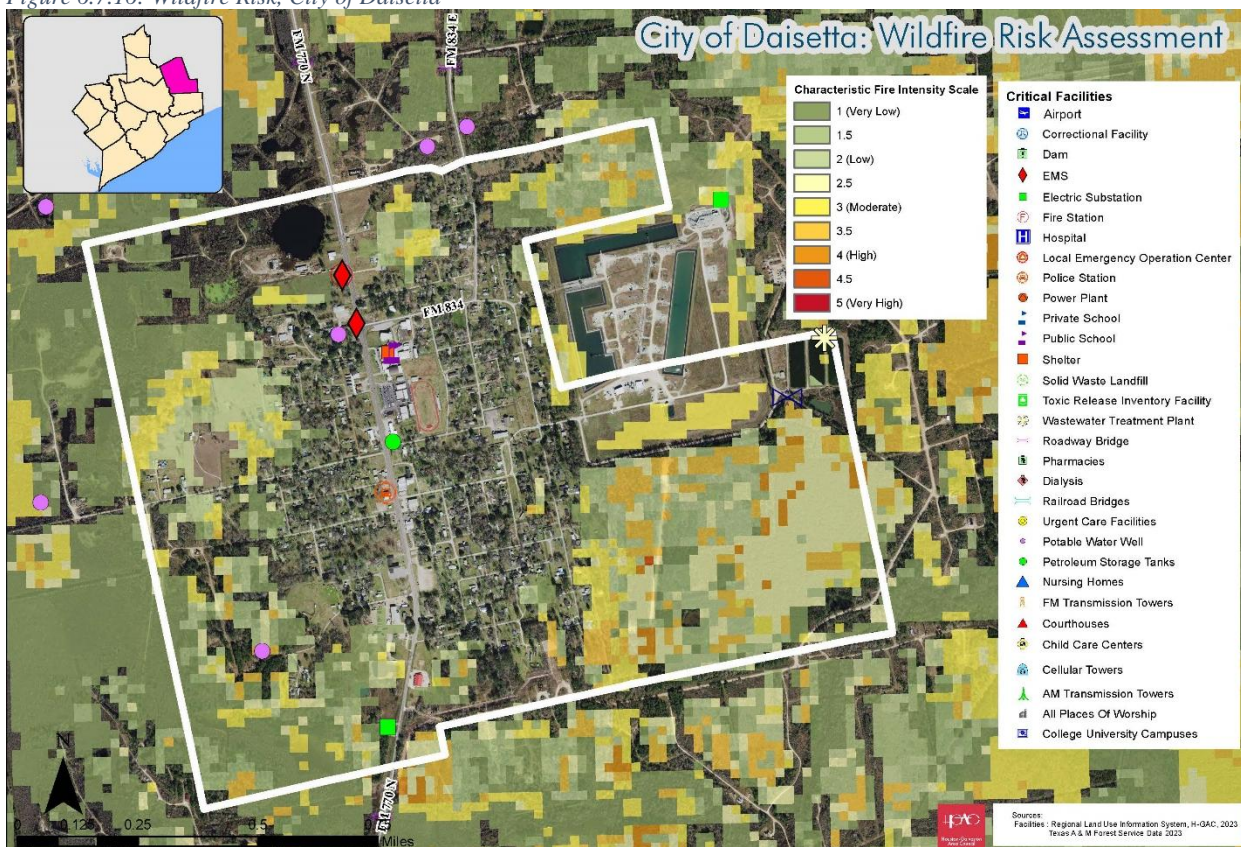 Figure 6.7.16: Wildfire Risk, City of Daisetta
City of Daisetta: Wildfire Risk Assessment
FM 770 N
FM 834 E
FM 834
FM 770 N
Characteristic Fire Intensity Scale
1 (Very Low)
1.5
2 (Low)
2.5
3 (Moderate)
3.5
4 (High)
4.5
5 (Very High)
Critical Facilities
Airport
Correctional Facility
Dam
EMS
Electric Substation
Fire Station
Hospital
Local Emergency Operation Center
Police Station
Power Plant
Private School
Public School
Shelter
Solid Waste Landfill
Toxic Release Inventory Facility
Wastewater Treatment Plant
Roadway Bridge
Pharmacies
Dialysis
Railroad Bridges
Urgent Care Facilities
Potable Water Well
Petroleum Storage Tanks
Nursing Homes
FM Transmission Towers
Courthouses
Child Care Centers
Cellular Towers
AM Transmission Towers
All Places Of Worship
College University Campuses
N
0 0.125 0.25 0.5
Miles
Sources:
Facilities : Regional Land Use Information System, H-GAC, 2023
Texas A & M Forest Service Data 2023